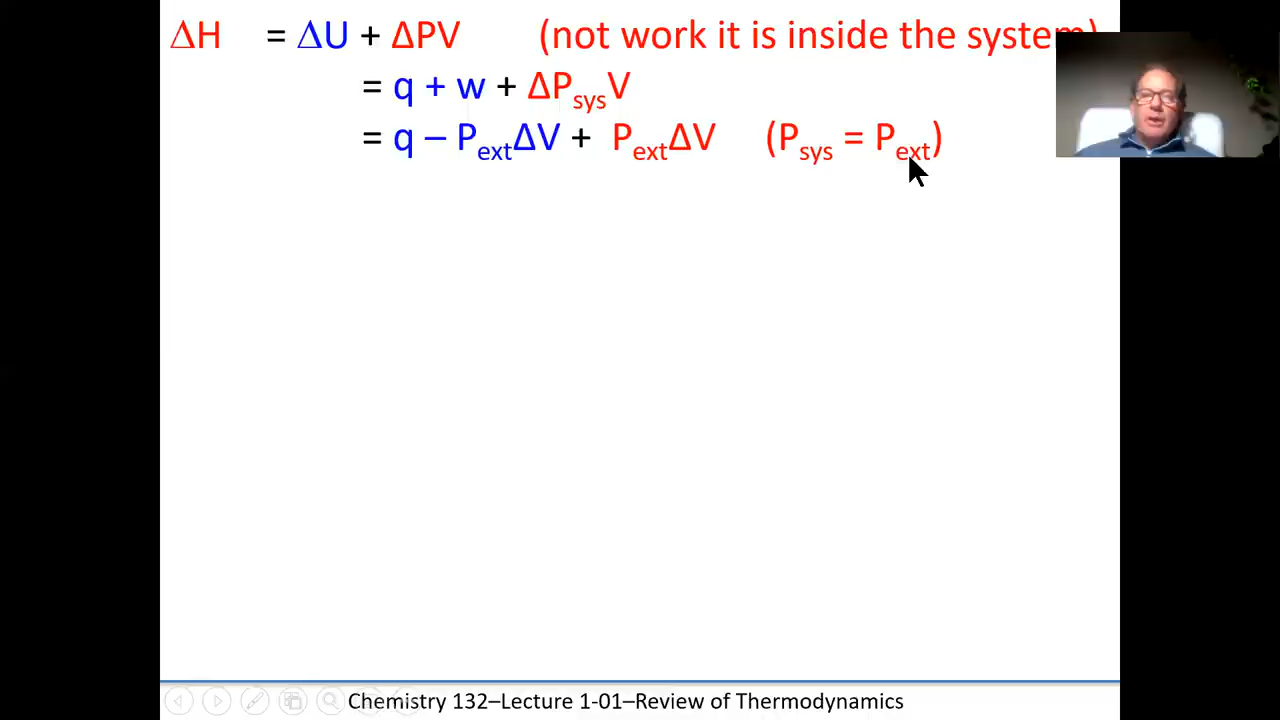 ΔH = ΔU + ΔPV (not work it is inside the system)
= q + w + ΔPsysV
= q – PextΔV + PextΔV (Psys = Pext)
Chemistry 132–Lecture 1-01–Review of Thermodynamics